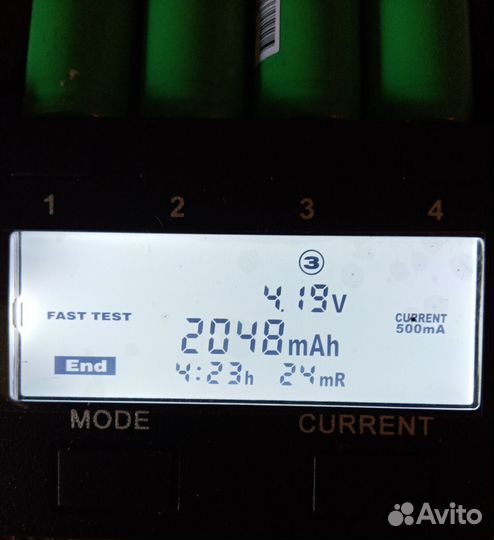 1 2 3 4
3
4.19V
FAST TEST
CURRENT
500mA
2048mAh
End
4:23h 24mR
MODE CURRENT
Avito